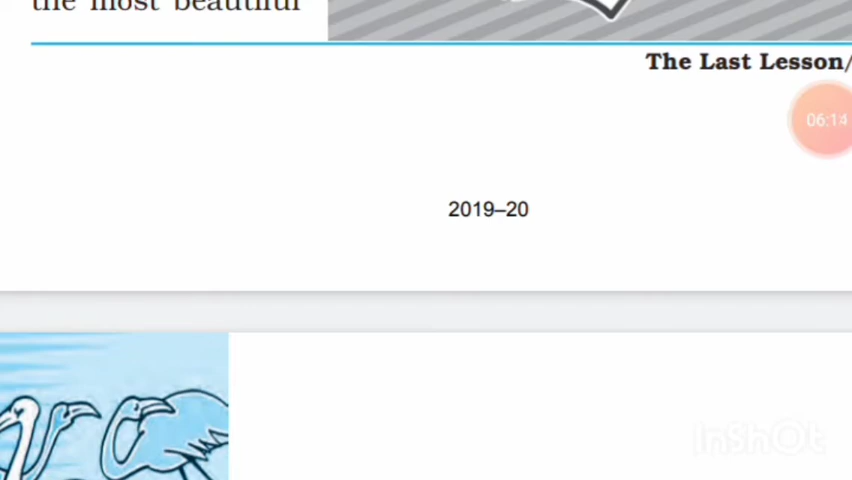 the most beautiful
The Last Lesson/
06:14
2019–20
InShOt